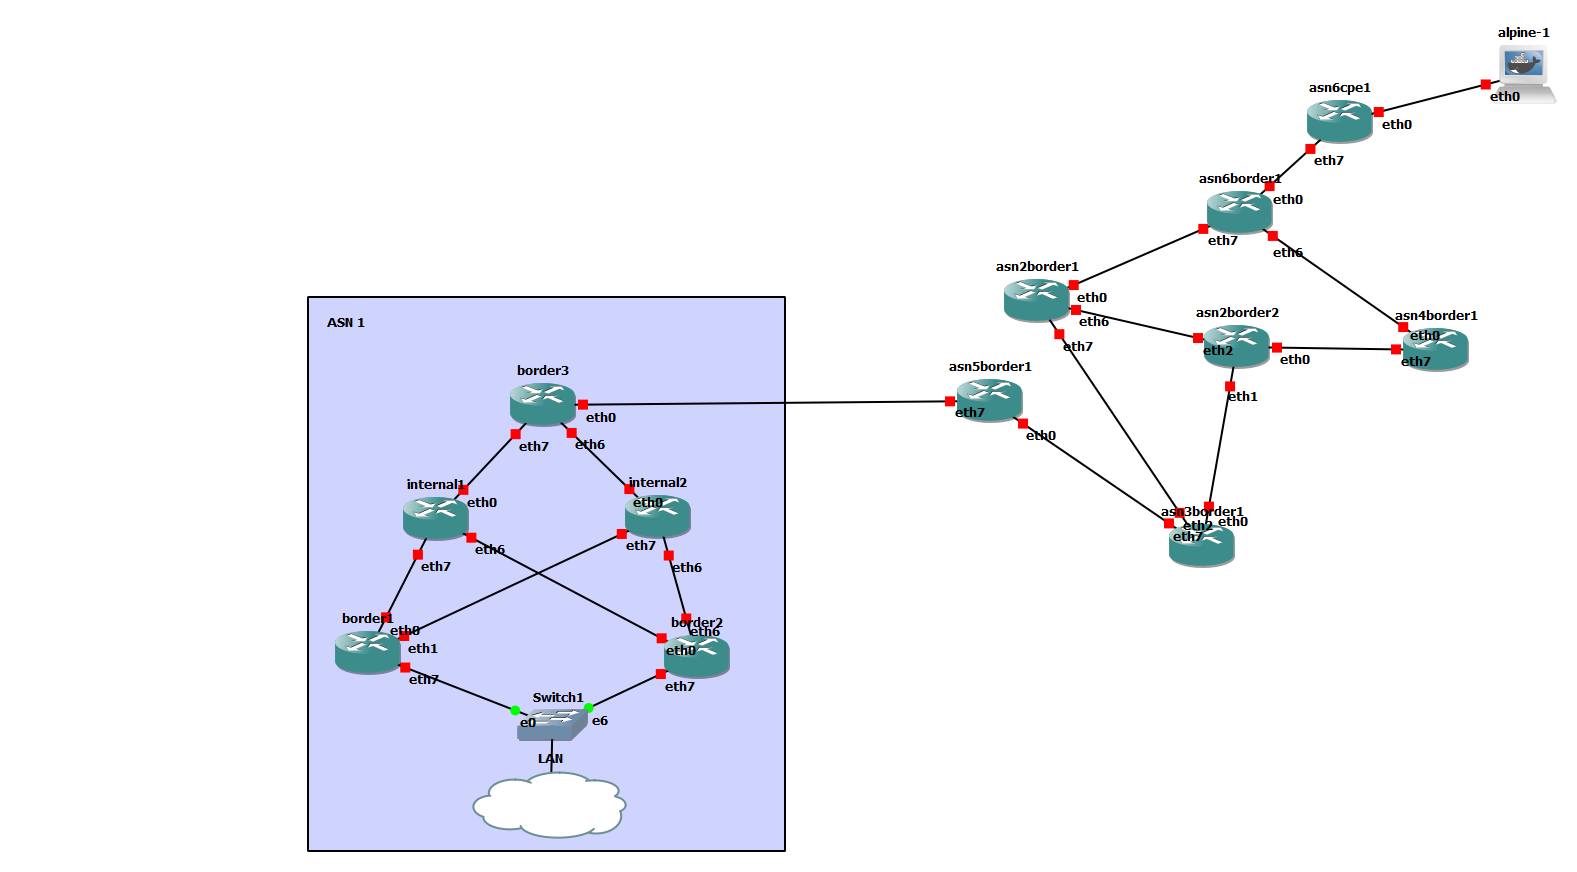 alpine-1
eth0
asn6cpe1
eth0
eth7
asn6border1
eth0
eth7
eth6
asn2border1
eth0
eth6
eth7
asn2border2
eth2
eth0
eth1
asn4border1
eth0
eth7
asn5border1
eth7
eth0
asn3border1
eth2
eth0
eth7
ASN 1
border3
eth0
eth7
eth6
internal1
eth0
eth6
eth7
internal2
eth0
eth7
eth6
border1
eth0
eth1
eth7
border2
eth6
eth0
eth7
Switch1
e0
e6
LAN